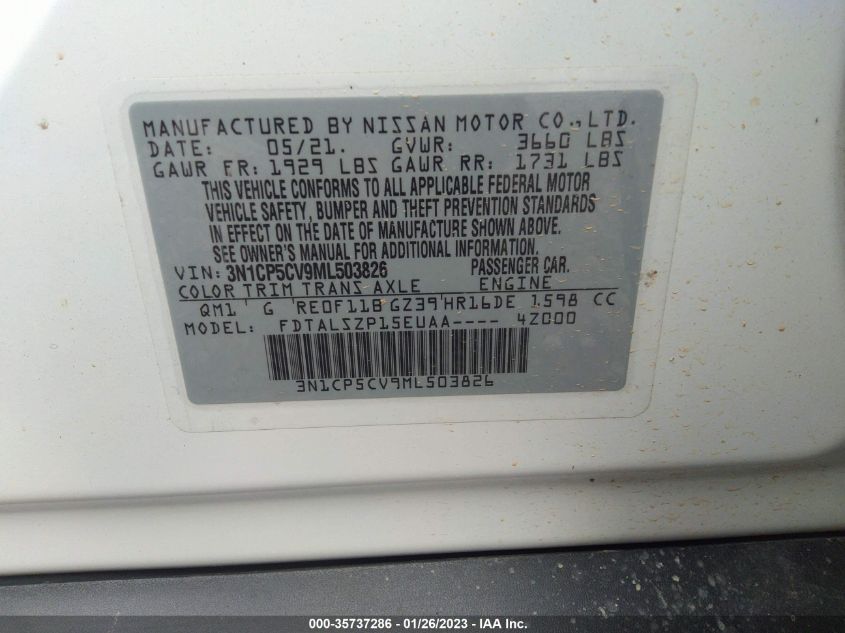 MANUFACTURED BY NISSAN MOTOR CO., LTD.
DATE: 05/21. GVWR: 3660 LBS
GAWR FR: 1929 LBS GAWR RR: 1731 LBS
THIS VEHICLE CONFORMS TO ALL APPLICABLE FEDERAL MOTOR
VEHICLE SAFETY, BUMPER AND THEFT PREVENTION STANDARDS
IN EFFECT ON THE DATE OF MANUFACTURE SHOWN ABOVE.
SEE OWNER'S MANUAL FOR ADDITIONAL INFORMATION.
VIN: 3N1CP5CV9ML503826 PASSENGER CAR.
COLOR TRIM TRANS AXLE ENGINE
QM1 ' G 'RE0F11B GZ39'HR16DE 1598 CC
MODEL: FDTALSZP15EUAA---- 4Z000
3N1CP5CV9ML503826
000-35737286 - 01/26/2023 - IAA Inc.